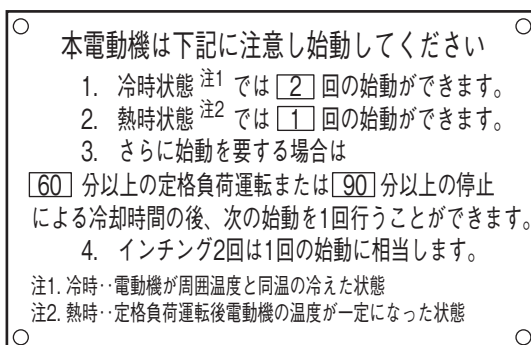 本電動機は下記に注意し始動してください
1. 冷時状態 注1 では 2 回の始動ができます。
2. 熱時状態 注2 では 1 回の始動ができます。
3. さらに始動を要する場合は
60 分以上の定格負荷運転または 90 分以上の停止
による冷却時間の後、次の始動を1回行うことができます。
4. インチング2回は1回の始動に相当します。
注1. 冷時‥電動機が周囲温度と同温の冷えた状態
注2. 熱時‥定格負荷運転後電動機の温度が一定になった状態